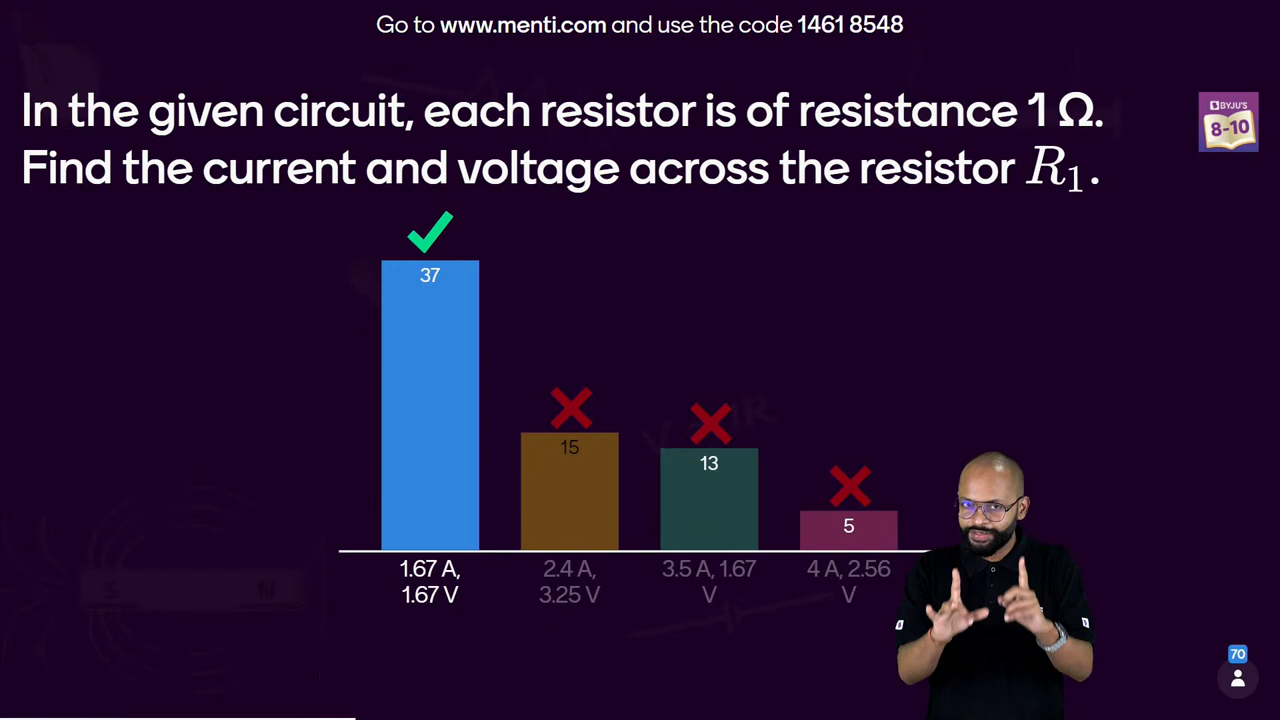 Go to www.menti.com and use the code 1461 8548
In the given circuit, each resistor is of resistance 1 Ω.
Find the current and voltage across the resistor R₁.
BYJU'S
8-10
37
15
13
5
1.67 A,
1.67 V
2.4 A,
3.25 V
3.5 A, 1.67
V
4 A, 2.56
V
S
N
70